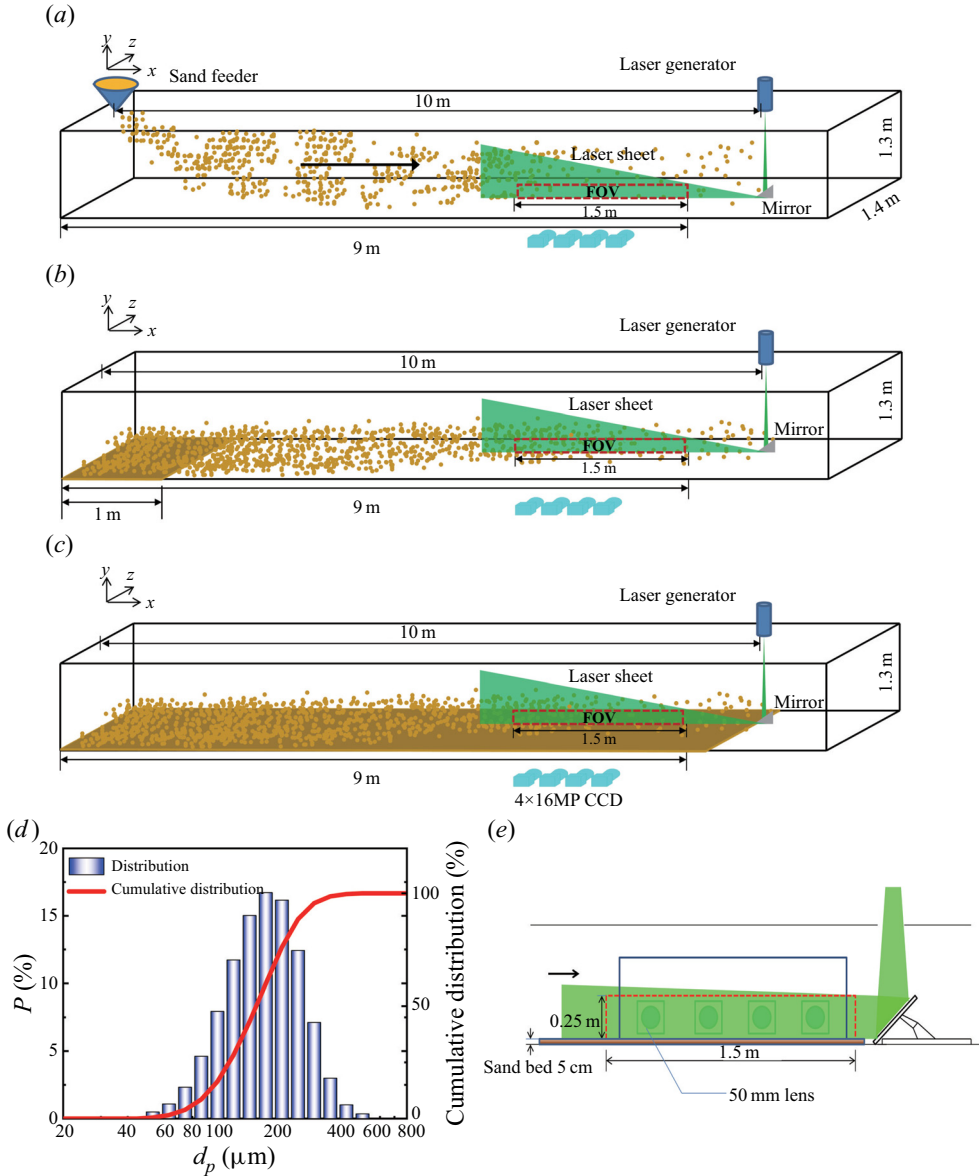 (a)
y
z
x
Sand feeder
Laser generator
10 m
1.3 m
Laser sheet
FOV
Mirror
1.5 m
1.4 m
9 m
(b)
y
z
x
Laser generator
10 m
1.3 m
Laser sheet
Mirror
FOV
1.5 m
1 m
9 m
(c)
y
z
x
Laser generator
10 m
1.3 m
Laser sheet
Mirror
FOV
1.5 m
9 m
4×16MP CCD
(d)
20
15
10
5
0
P (%)
Distribution
Cumulative distribution
100
50
0
Cumulative distribution (%)
20 40 60 80 100 200 400 600 800
d_p (μm)
(e)
0.25 m
Sand bed 5 cm
1.5 m
50 mm lens